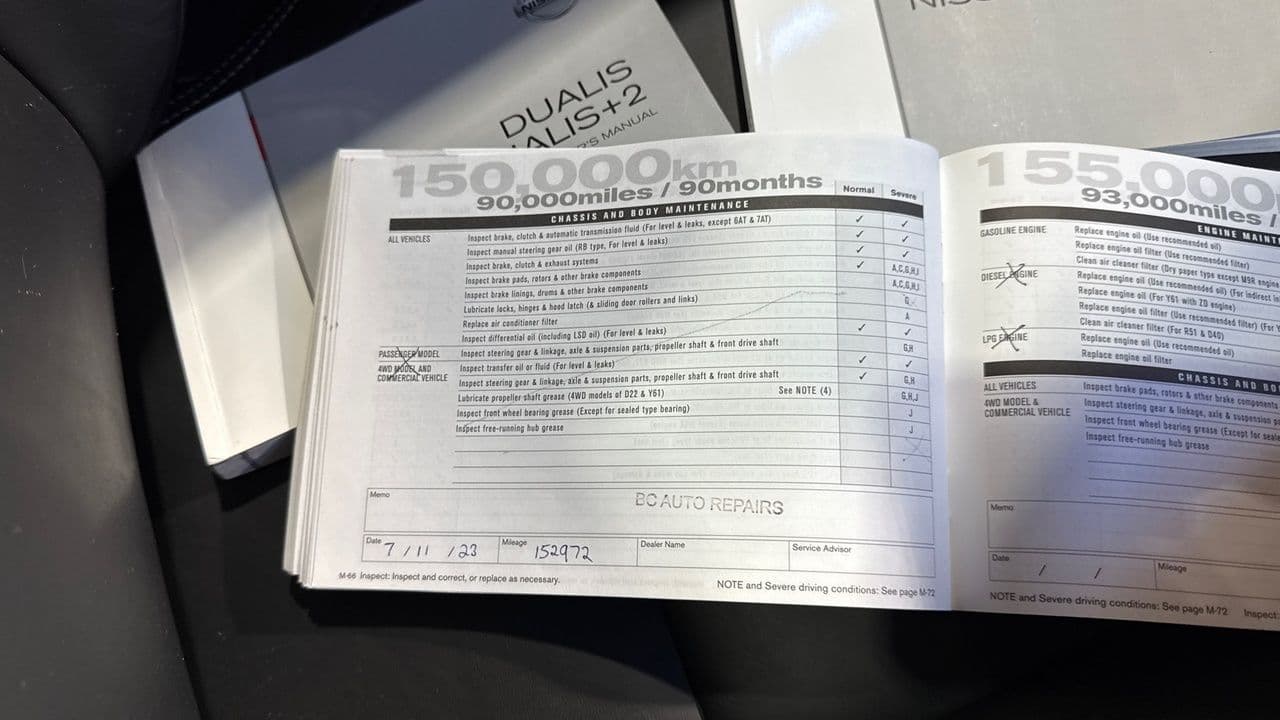 DUALIS
ALIS+2
'S MANUAL
150,000km
90,000miles / 90months
Normal Severe
CHASSIS AND BODY MAINTENANCE
ALL VEHICLES
Inspect brake, clutch & automatic transmission fluid (For level & leaks, except 6AT & 7AT) ✓ ✓
Inspect manual steering gear oil (RB type, For level & leaks) ✓ ✓
Inspect brake, clutch & exhaust systems ✓ ✓
Inspect brake pads, rotors & other brake components ✓ A,C,G,H,I
Inspect brake linings, drums & other brake components A,C,G,H,I
Lubricate locks, hinges & hood latch (& sliding door rollers and links) G
Replace air conditioner filter A
Inspect differential oil (including LSD oil) (For level & leaks) ✓ ✓
PASSENGER MODEL
Inspect steering gear & linkage, axle & suspension parts, propeller shaft & front drive shaft G,H
4WD MODEL AND
COMMERCIAL VEHICLE
Inspect transfer oil or fluid (For level & leaks) ✓ ✓
Inspect steering gear & linkage, axle & suspension parts, propeller shaft & front drive shaft ✓ G,H
Lubricate propeller shaft grease (4WD models of D22 & Y61) See NOTE (4) G,H,J
Inspect front wheel bearing grease (Except for sealed type bearing) J
Inspect free-running hub grease J
Memo
BC AUTO REPAIRS
Date 7 / 11 / 23
Mileage 152972
Dealer Name
Service Advisor
M-66 Inspect: Inspect and correct, or replace as necessary.
NOTE and Severe driving conditions: See page M-72
155,000
93,000miles /
ENGINE MAINT
GASOLINE ENGINE
Replace engine oil (Use recommended oil)
Replace engine oil filter (Use recommended filter)
Clean air cleaner filter (Dry paper type except M9R engine
DIESEL ENGINE
Replace engine oil (Use recommended oil) (For indirect
Replace engine oil (For Y61 with ZD engine)
Replace engine oil filter (Use recommended filter) (For
Clean air cleaner filter (For R51 & D40)
LPG ENGINE
Replace engine oil (Use recommended oil)
Replace engine oil filter
CHASSIS AND BO
ALL VEHICLES
Inspect brake pads, rotors & other brake components
4WD MODEL &
COMMERCIAL VEHICLE
Inspect steering gear & linkage, axle & suspension
Inspect front wheel bearing grease (Except for
Inspect free-running hub grease
Memo
Date / /
Mileage
NOTE and Severe driving conditions: See page M-72 Inspect: